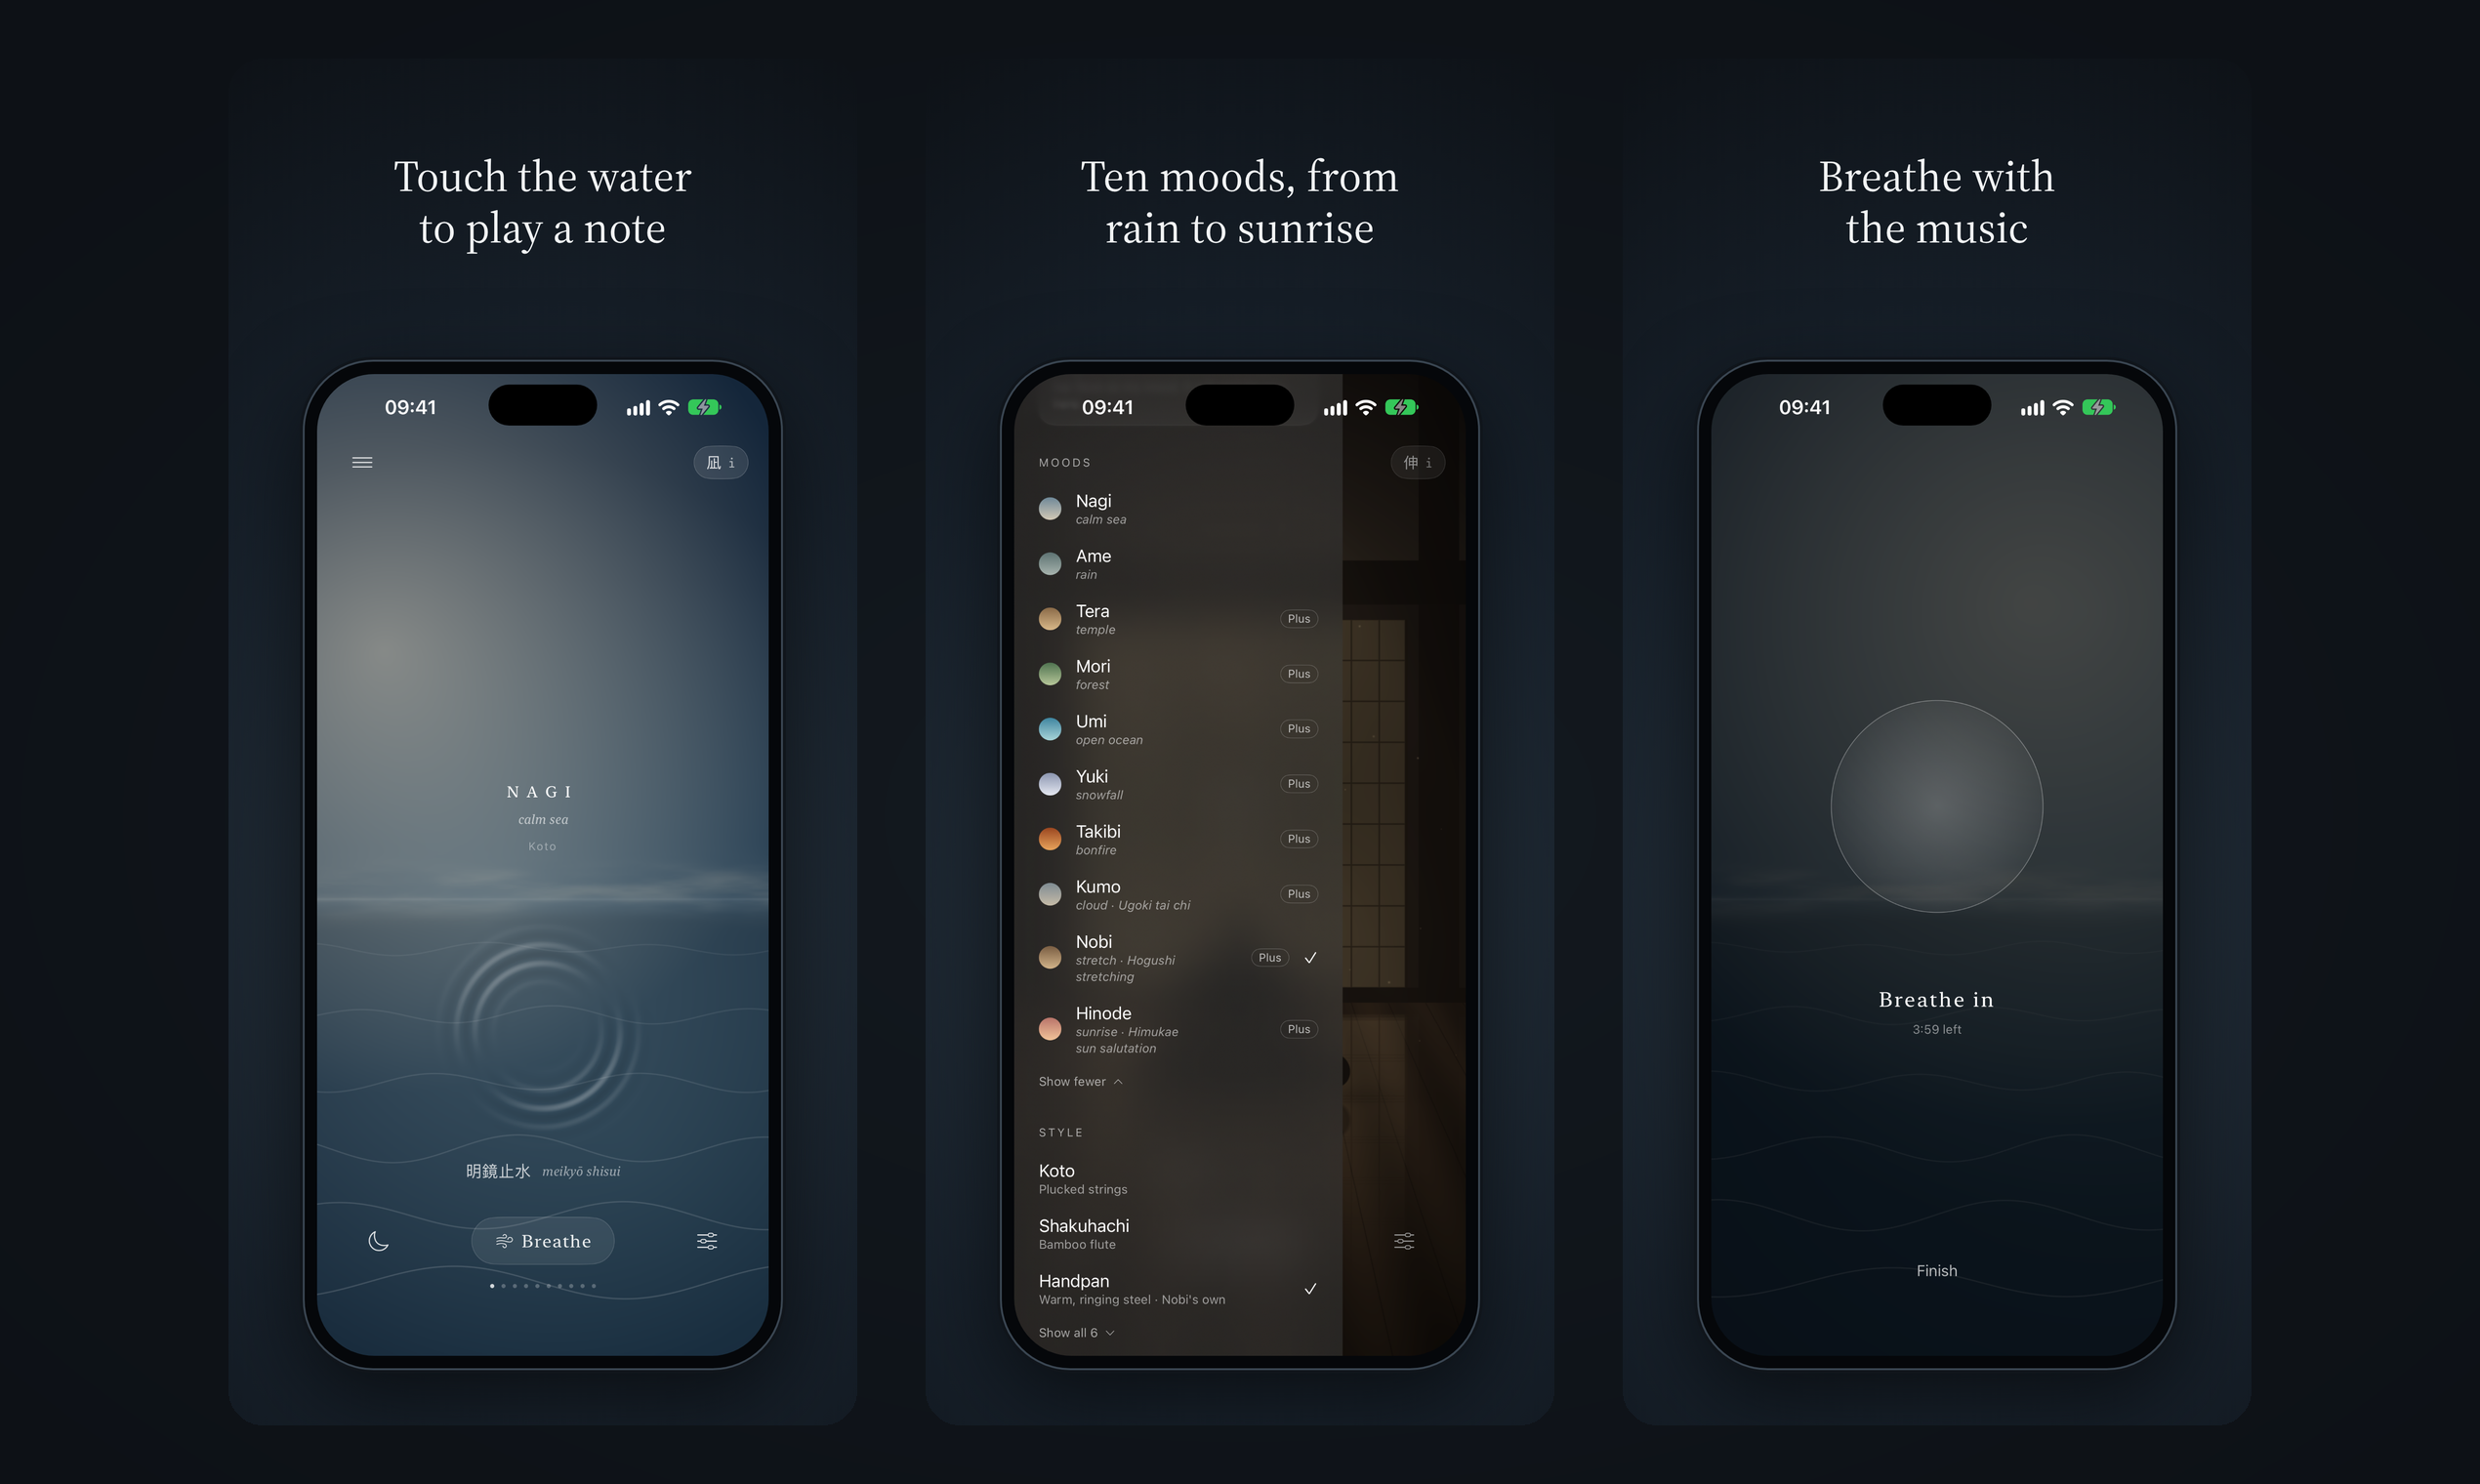 Touch the water
to play a note
09:41
凪 i
NAGI
calm sea
Koto
明鏡止水 meikyō shisui
Breathe
Ten moods, from
rain to sunrise
09:41
伸 i
MOODS
Nagi
calm sea
Ame
rain
Tera
temple
Plus
Mori
forest
Plus
Umi
open ocean
Plus
Yuki
snowfall
Plus
Takibi
bonfire
Plus
Kumo
cloud · Ugoki tai chi
Plus
Nobi
stretch · Hogushi
stretching
Plus
Hinode
sunrise · Himukae
sun salutation
Plus
Show fewer
STYLE
Koto
Plucked strings
Shakuhachi
Bamboo flute
Handpan
Warm, ringing steel · Nobi's own
Show all 6
Breathe with
the music
09:41
Breathe in
3:59 left
Finish